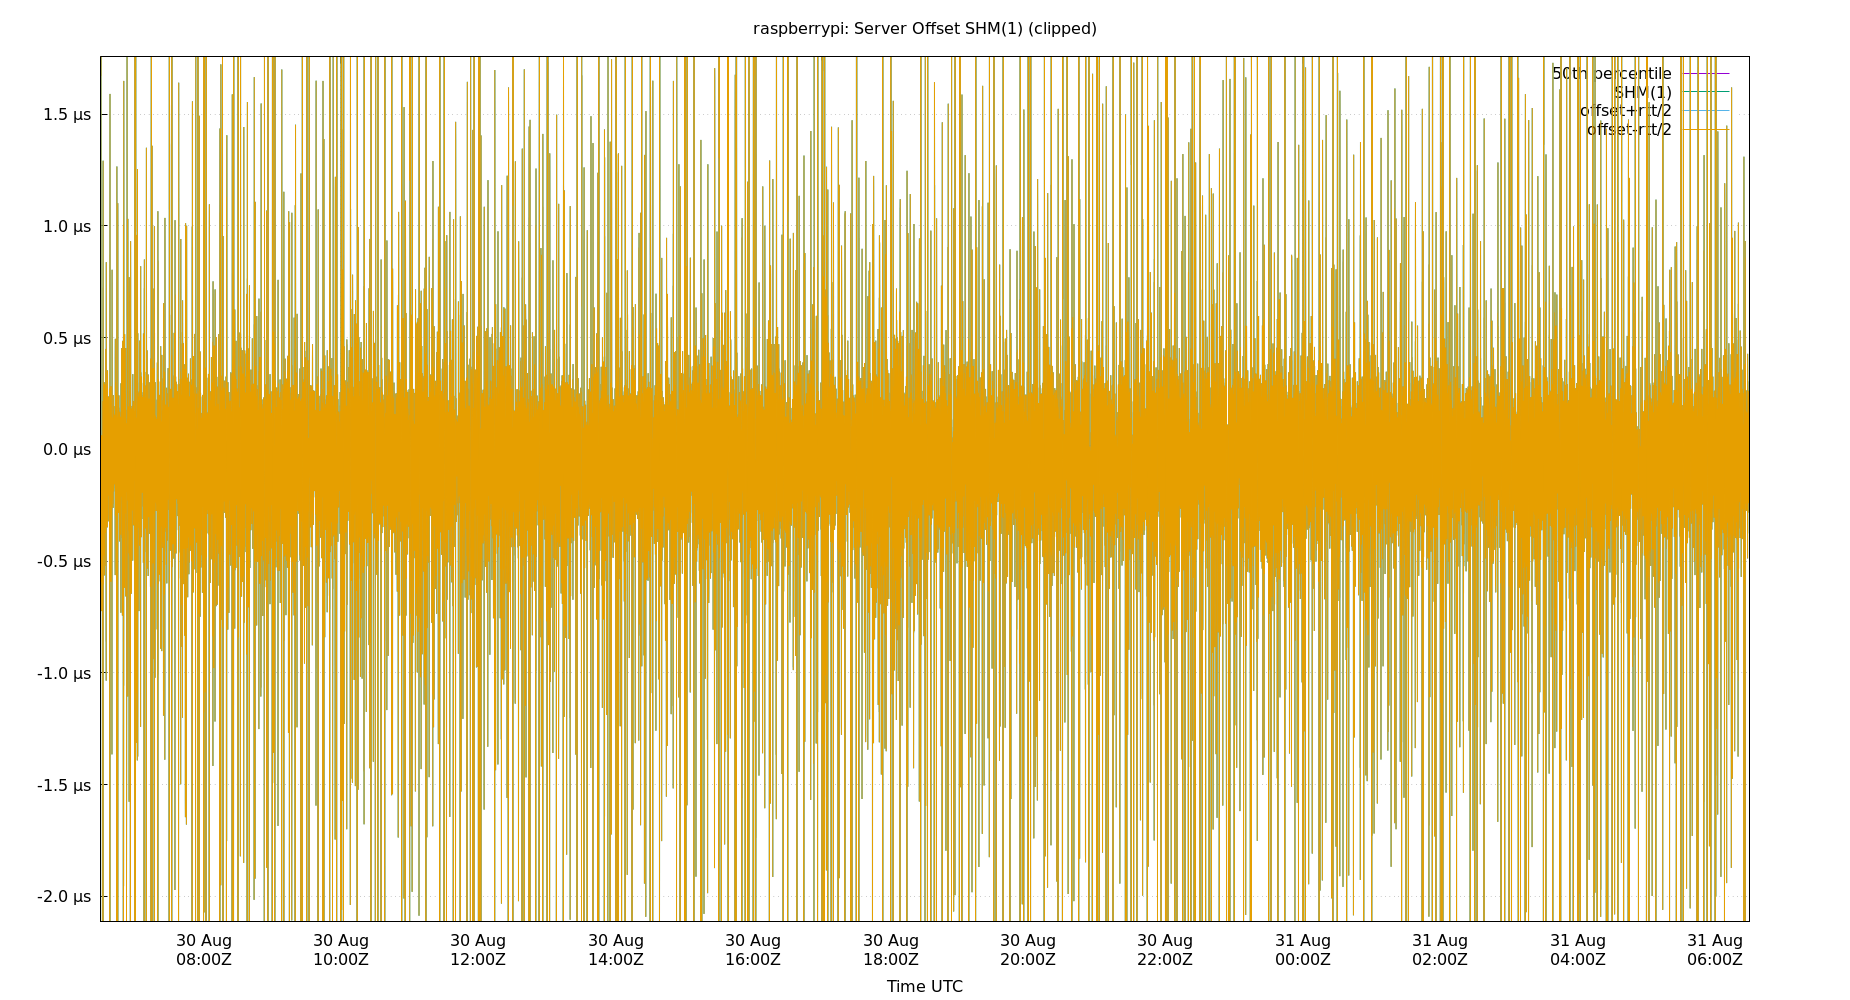 raspberrypi: Server Offset SHM(1) (clipped)
50th percentile
SHM(1)
offset+rtt/2
offset-rtt/2
1.5 µs
1.0 µs
0.5 µs
0.0 µs
-0.5 µs
-1.0 µs
-1.5 µs
-2.0 µs
30 Aug 30 Aug 30 Aug 30 Aug 30 Aug 30 Aug 30 Aug 30 Aug 31 Aug 31 Aug 31 Aug 31 Aug
08:00Z 10:00Z 12:00Z 14:00Z 16:00Z 18:00Z 20:00Z 22:00Z 00:00Z 02:00Z 04:00Z 06:00Z
Time UTC